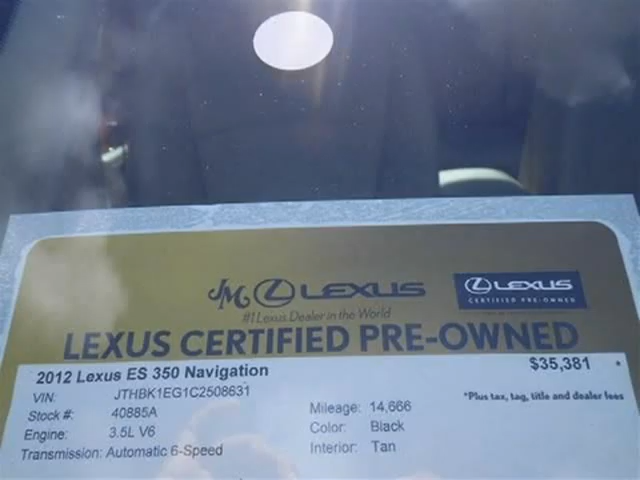 JM LEXUS
LEXUS
CERTIFIED PRE-OWNED
#1 Lexus Dealer in the World
LEXUS CERTIFIED PRE-OWNED
2012 Lexus ES 350 Navigation
$35,381 *
VIN: JTHBK1EG1C2508631
*Plus tax, tag, title and dealer fees
Stock #: 40885A
Mileage: 14,666
Engine: 3.5L V6
Color: Black
Transmission: Automatic 6-Speed
Interior: Tan